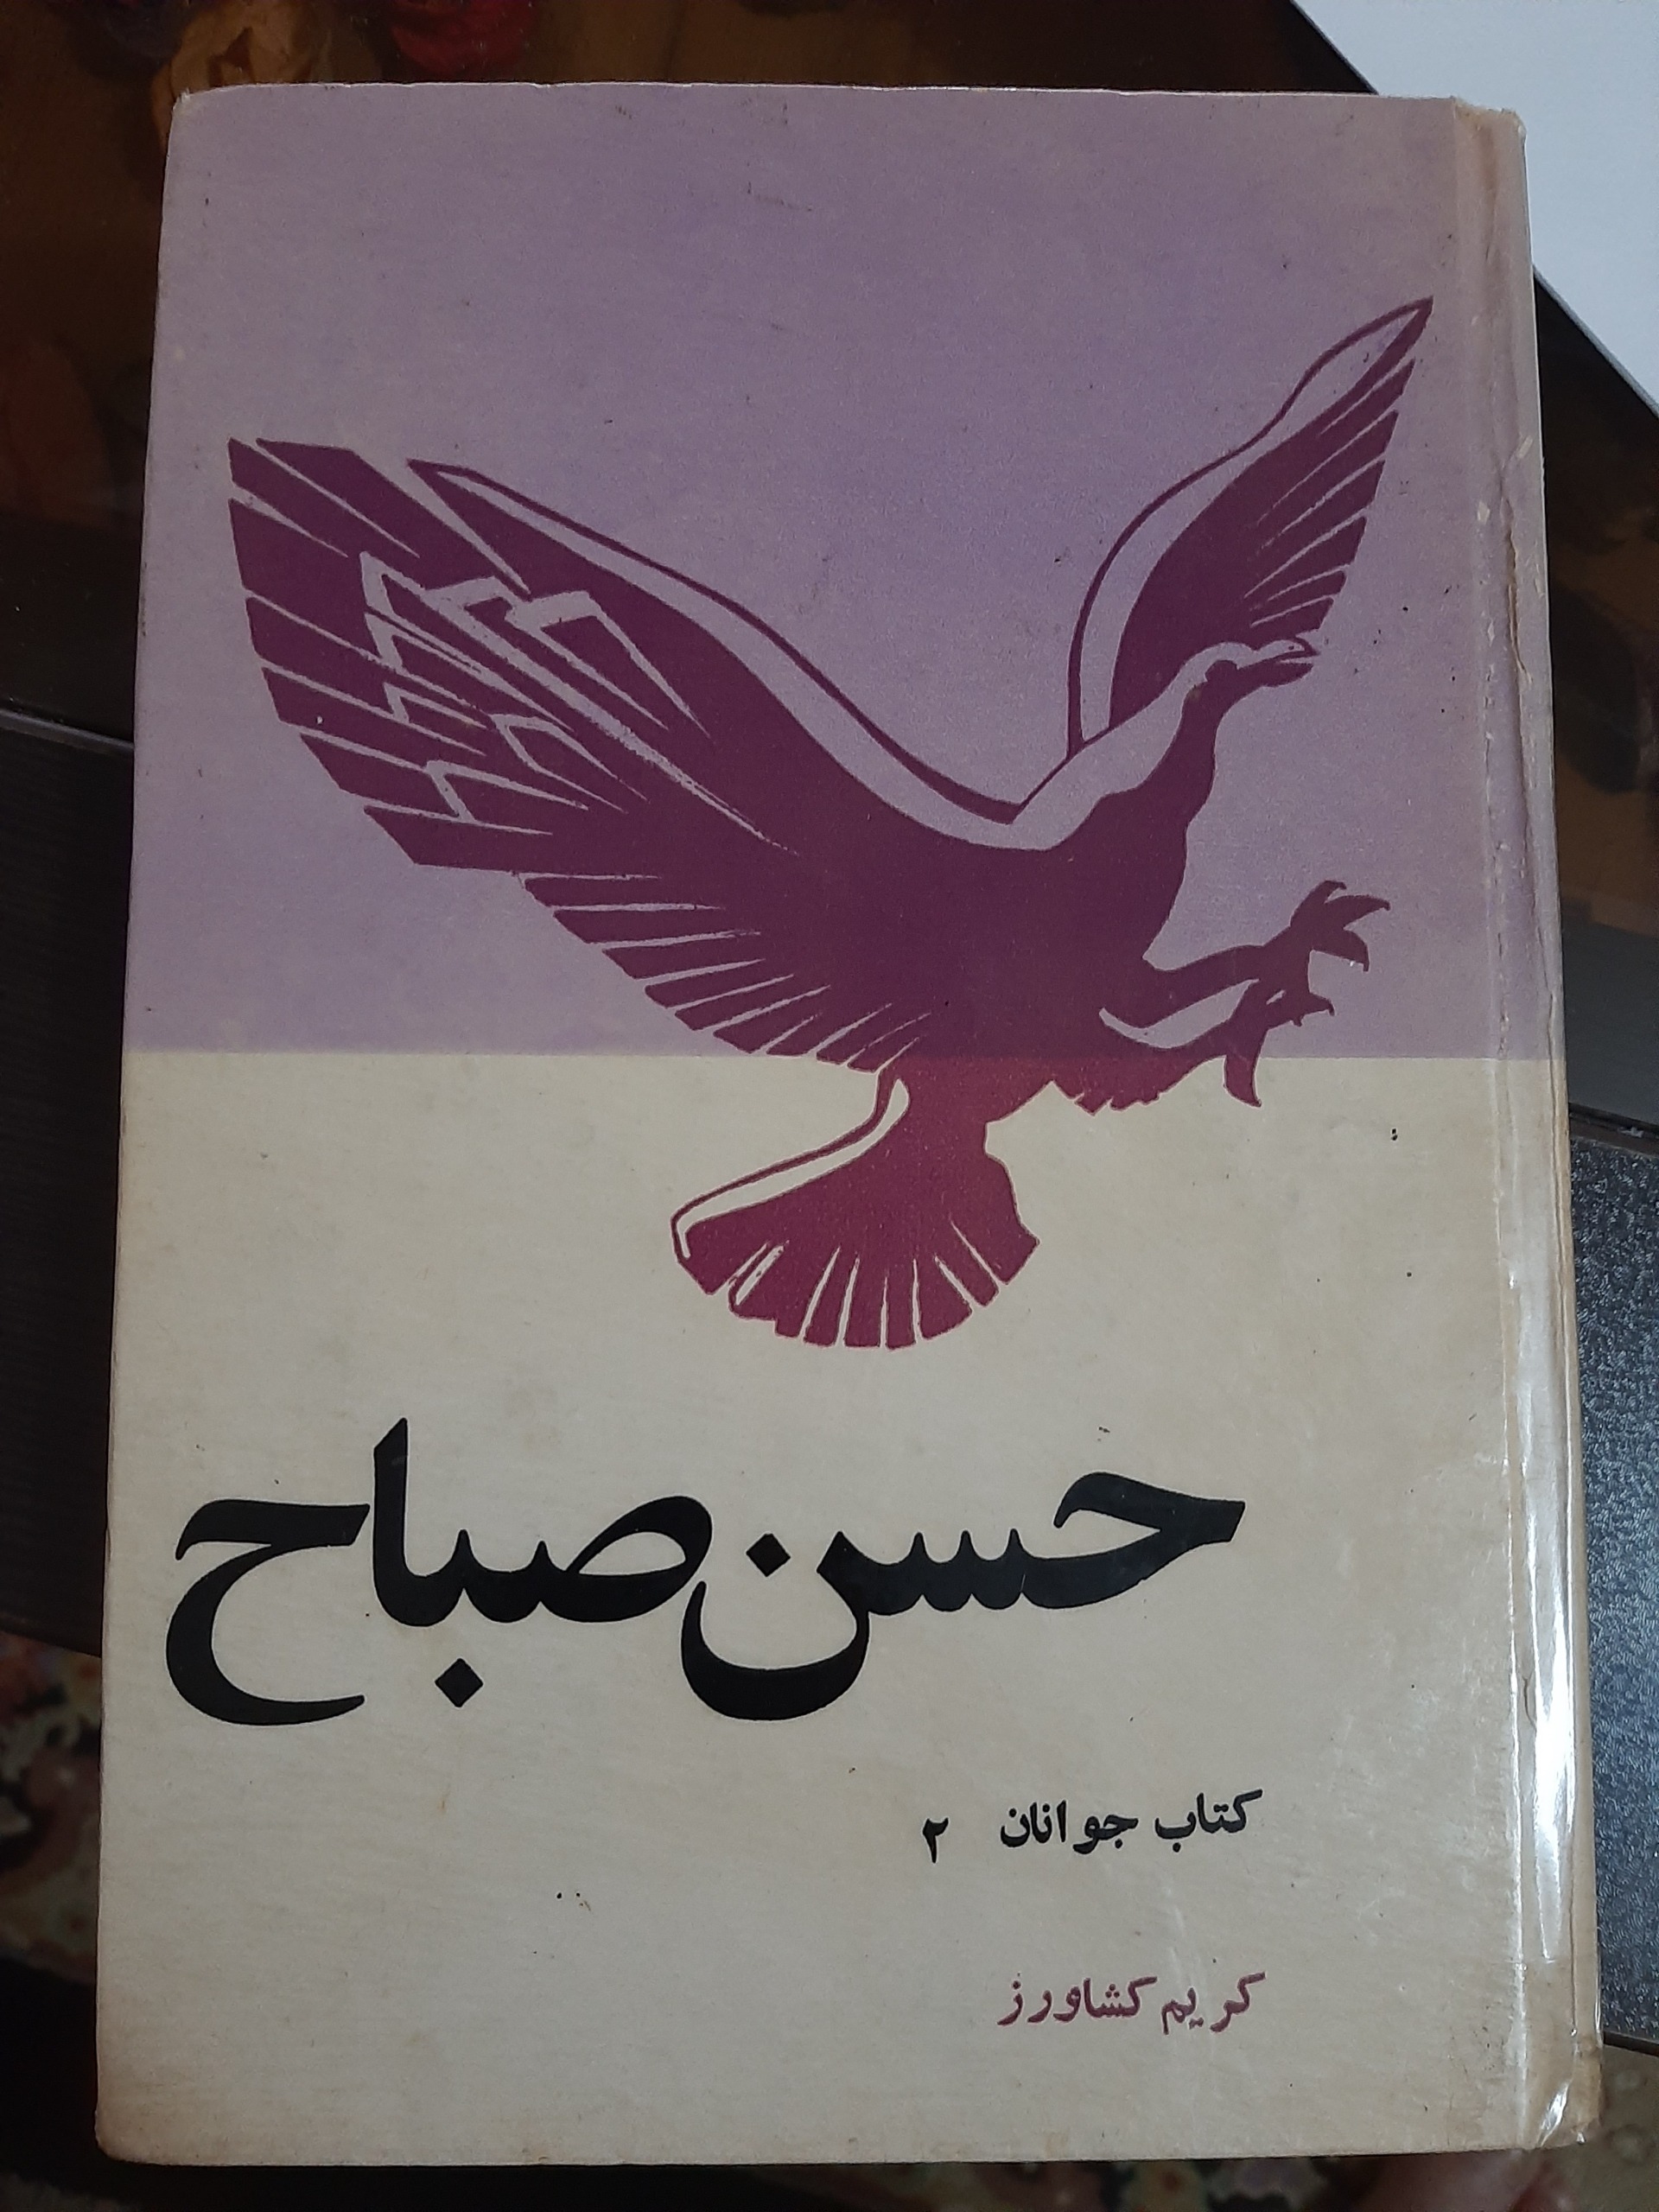 حسن صباح
کتاب جوانان ۲
کریم کشاورز